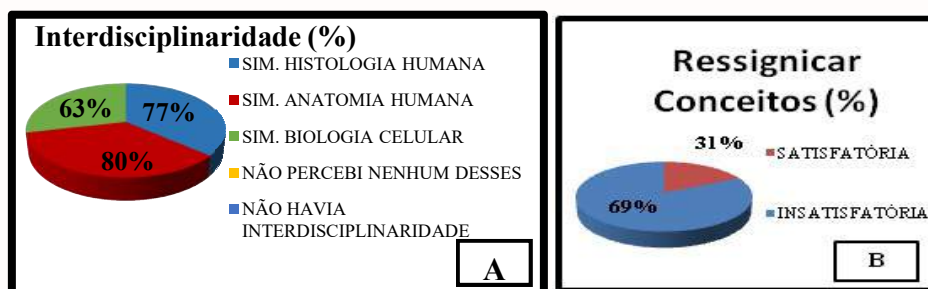 Interdisciplinaridade (%)
SIM. HISTOLOGIA HUMANA
SIM. ANATOMIA HUMANA
SIM. BIOLOGIA CELULAR
NÃO PERCEBI NENHUM DESSES
NÃO HAVIA
INTERDISCIPLINARIDADE
63%
77%
80%
A
Ressignicar
Conceitos (%)
31%
69%
SATISFATÓRIA
INSATISFATÓRIA
B